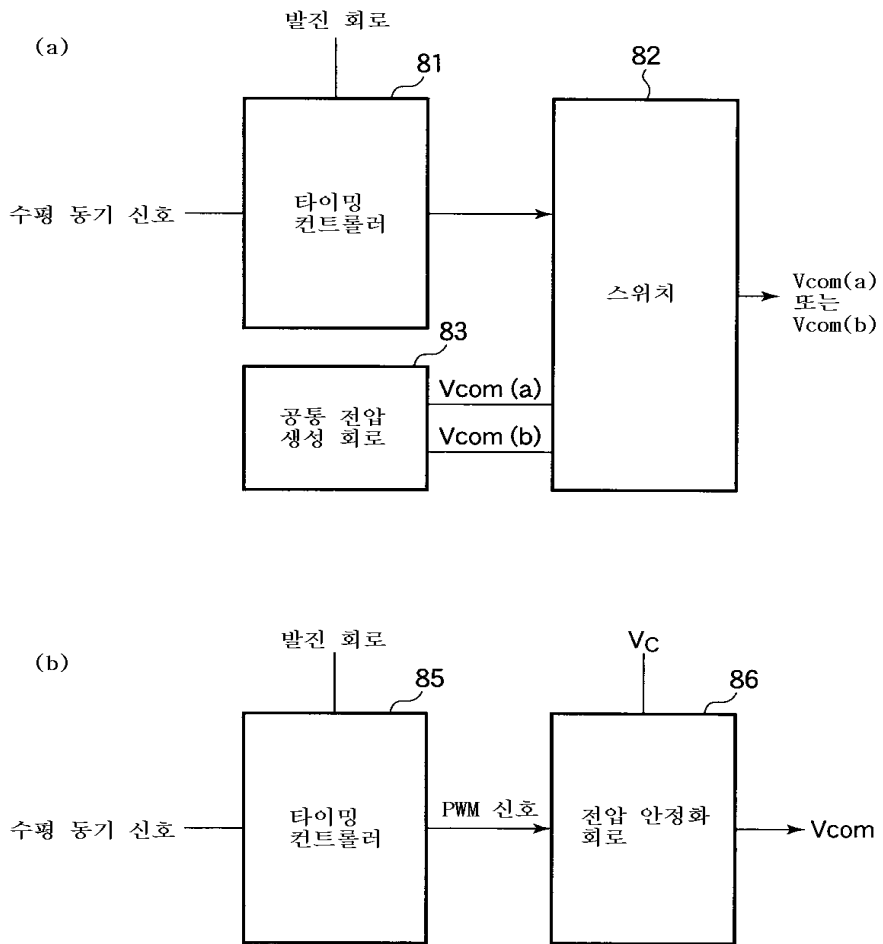 (a)
발진 회로
81
82
수평 동기 신호
타이밍
컨트롤러
스위치
Vcom(a)
또는
Vcom(b)
83
공통 전압
생성 회로
Vcom (a)
Vcom (b)
(b)
발진 회로
VC
85
86
수평 동기 신호
타이밍
컨트롤러
PWM 신호
전압 안정화
회로
Vcom